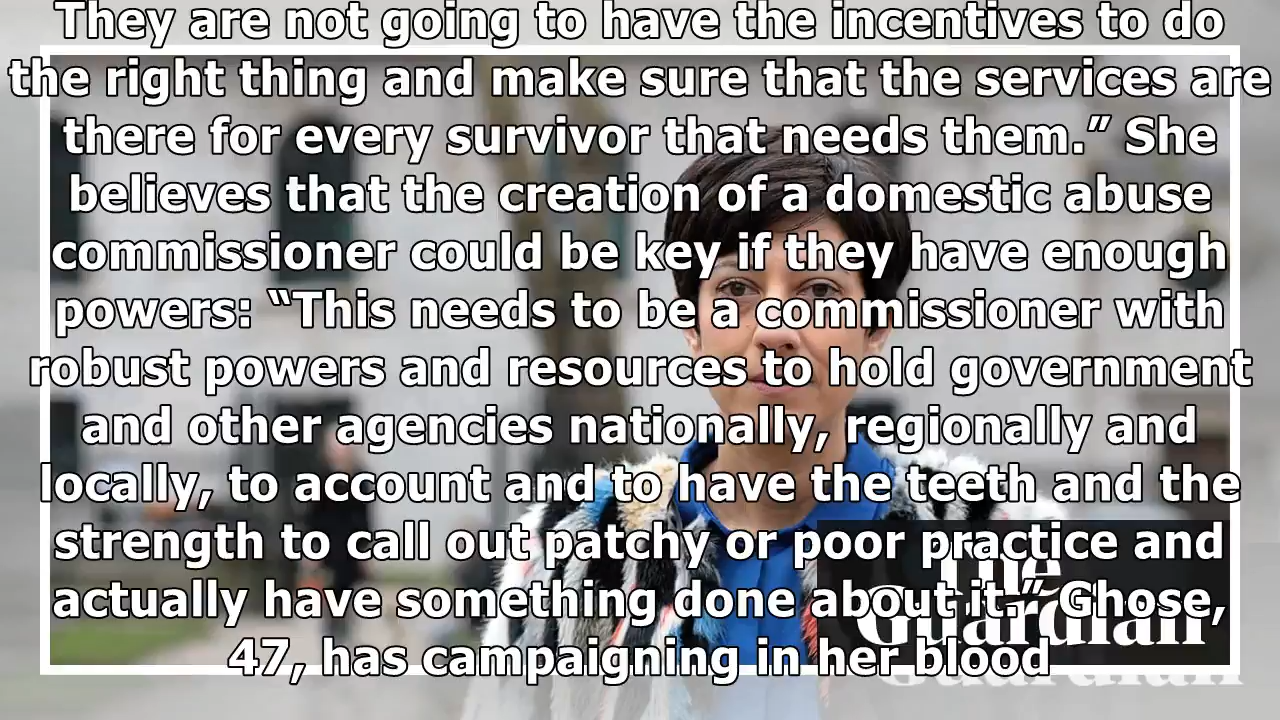 They are not going to have the incentives to do
the right thing and make sure that the services are
there for every survivor that needs them.” She
believes that the creation of a domestic abuse
commissioner could be key if they have enough
powers: “This needs to be a commissioner with
robust powers and resources to hold government
and other agencies nationally, regionally and
locally, to account and to have the teeth and the
strength to call out patchy or poor practice and
actually have something done about it.” Ghose,
47, has campaigning in her blood
The
Guardian